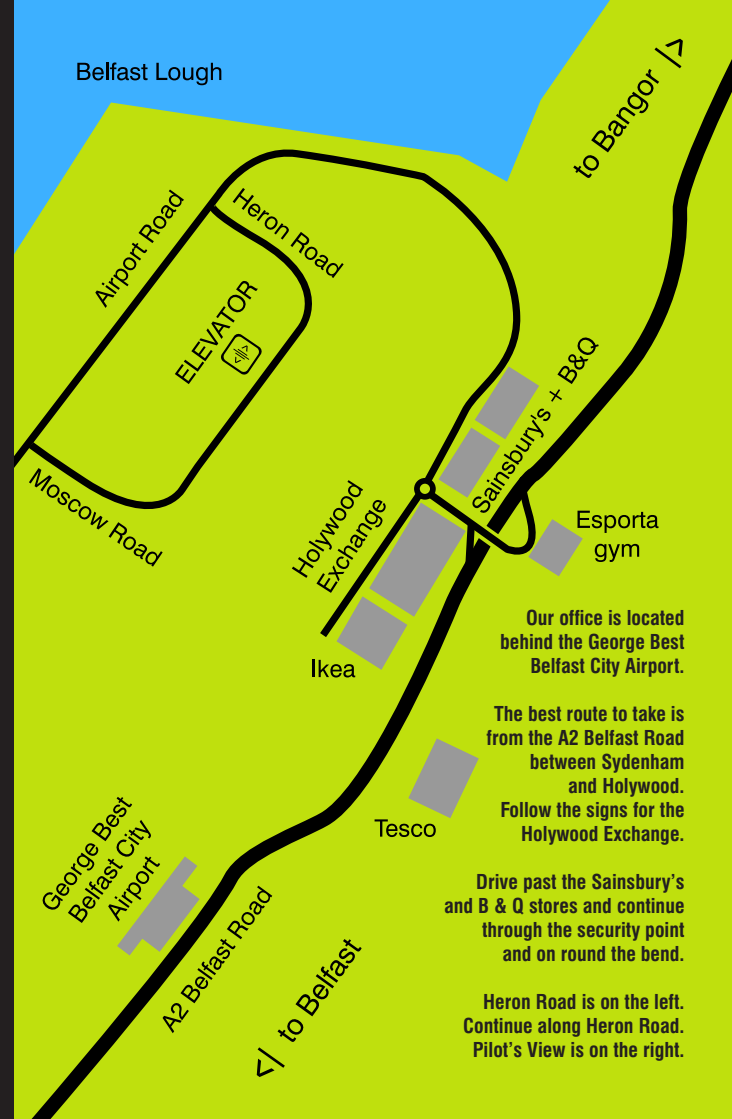 Belfast Lough
to Bangor |>
Airport Road
Heron Road
ELEVATOR
Sainsbury's + B&Q
Moscow Road
Holywood
Exchange
Esporta
gym
Ikea
Our office is located
behind the George Best
Belfast City Airport.
The best route to take is
from the A2 Belfast Road
between Sydenham
and Holywood.
Follow the signs for the
Holywood Exchange.
Tesco
George Best
Belfast City
Airport
Drive past the Sainsbury's
and B & Q stores and continue
through the security point
and on round the bend.
A2 Belfast Road
<| to Belfast
Heron Road is on the left.
Continue along Heron Road.
Pilot's View is on the right.